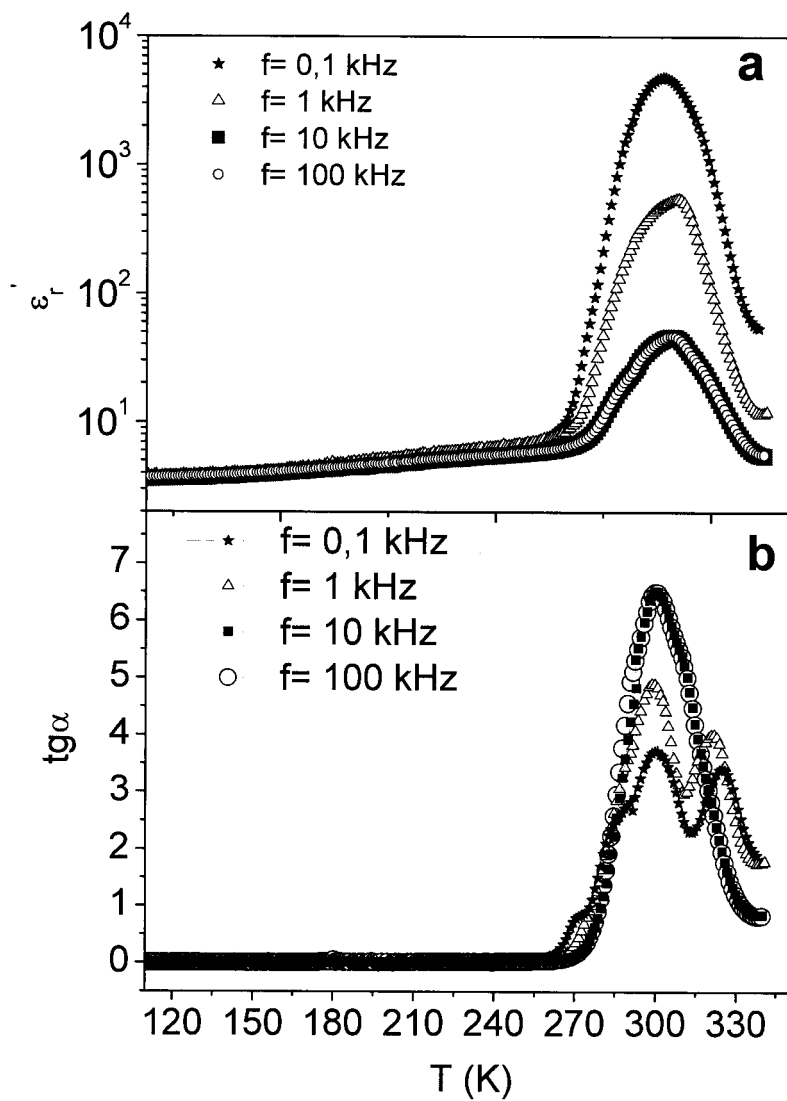 10⁴
a
f= 0,1 kHz
f= 1 kHz
f= 10 kHz
f= 100 kHz
10³
10²
10¹
εᵣ'
b
f= 0,1 kHz
f= 1 kHz
f= 10 kHz
f= 100 kHz
7
6
5
4
3
2
1
0
tgα
120 150 180 210 240 270 300 330
T (K)